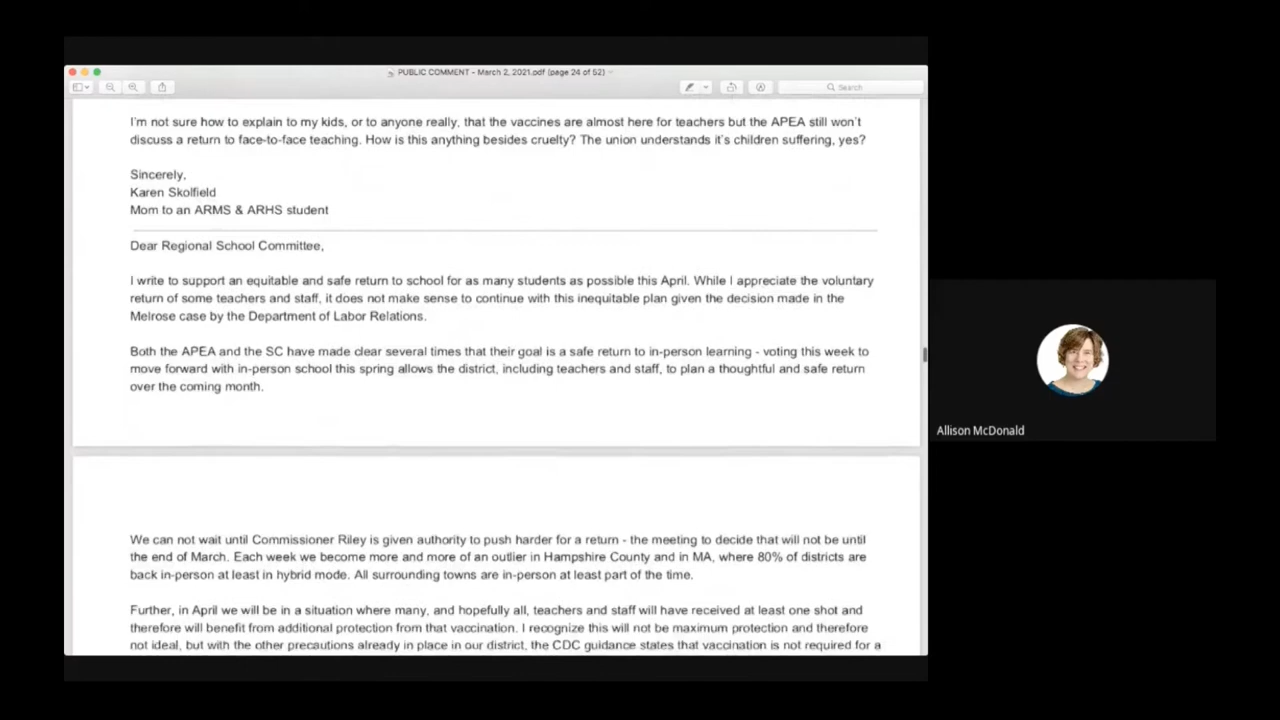 PUBLIC COMMENT - March 2, 2021.pdf (page 24 of 52)
Search
I'm not sure how to explain to my kids, or to anyone really, that the vaccines are almost here for teachers but the APEA still won't
discuss a return to face-to-face teaching. How is this anything besides cruelty? The union understands it's children suffering, yes?
Sincerely,
Karen Skolfield
Mom to an ARMS & ARHS student
Dear Regional School Committee,
I write to support an equitable and safe return to school for as many students as possible this April. While I appreciate the voluntary
return of some teachers and staff, it does not make sense to continue with this inequitable plan given the decision made in the
Melrose case by the Department of Labor Relations.
Both the APEA and the SC have made clear several times that their goal is a safe return to in-person learning - voting this week to
move forward with in-person school this spring allows the district, including teachers and staff, to plan a thoughtful and safe return
over the coming month.
Allison McDonald
We can not wait until Commissioner Riley is given authority to push harder for a return - the meeting to decide that will not be until
the end of March. Each week we become more and more of an outlier in Hampshire County and in MA, where 80% of districts are
back in-person at least in hybrid mode. All surrounding towns are in-person at least part of the time.
Further, in April we will be in a situation where many, and hopefully all, teachers and staff will have received at least one shot and
therefore will benefit from additional protection from that vaccination. I recognize this will not be maximum protection and therefore
not ideal, but with the other precautions already in place in our district, the CDC guidance states that vaccination is not required for a